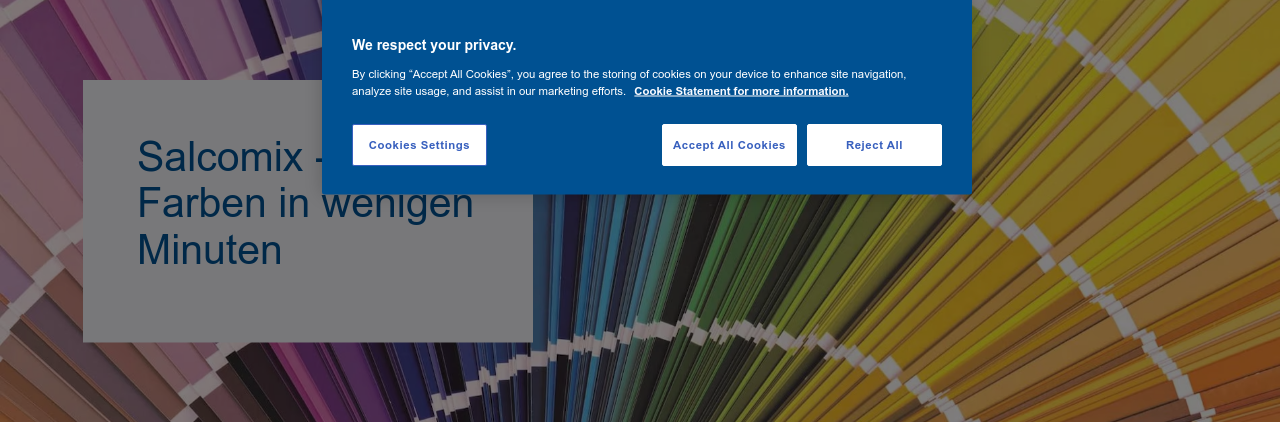 We respect your privacy.
By clicking “Accept All Cookies”, you agree to the storing of cookies on your device to enhance site navigation,
analyze site usage, and assist in our marketing efforts. Cookie Statement for more information.
Cookies Settings
Accept All Cookies
Reject All
Salcomix -
Farben in wenigen
Minuten